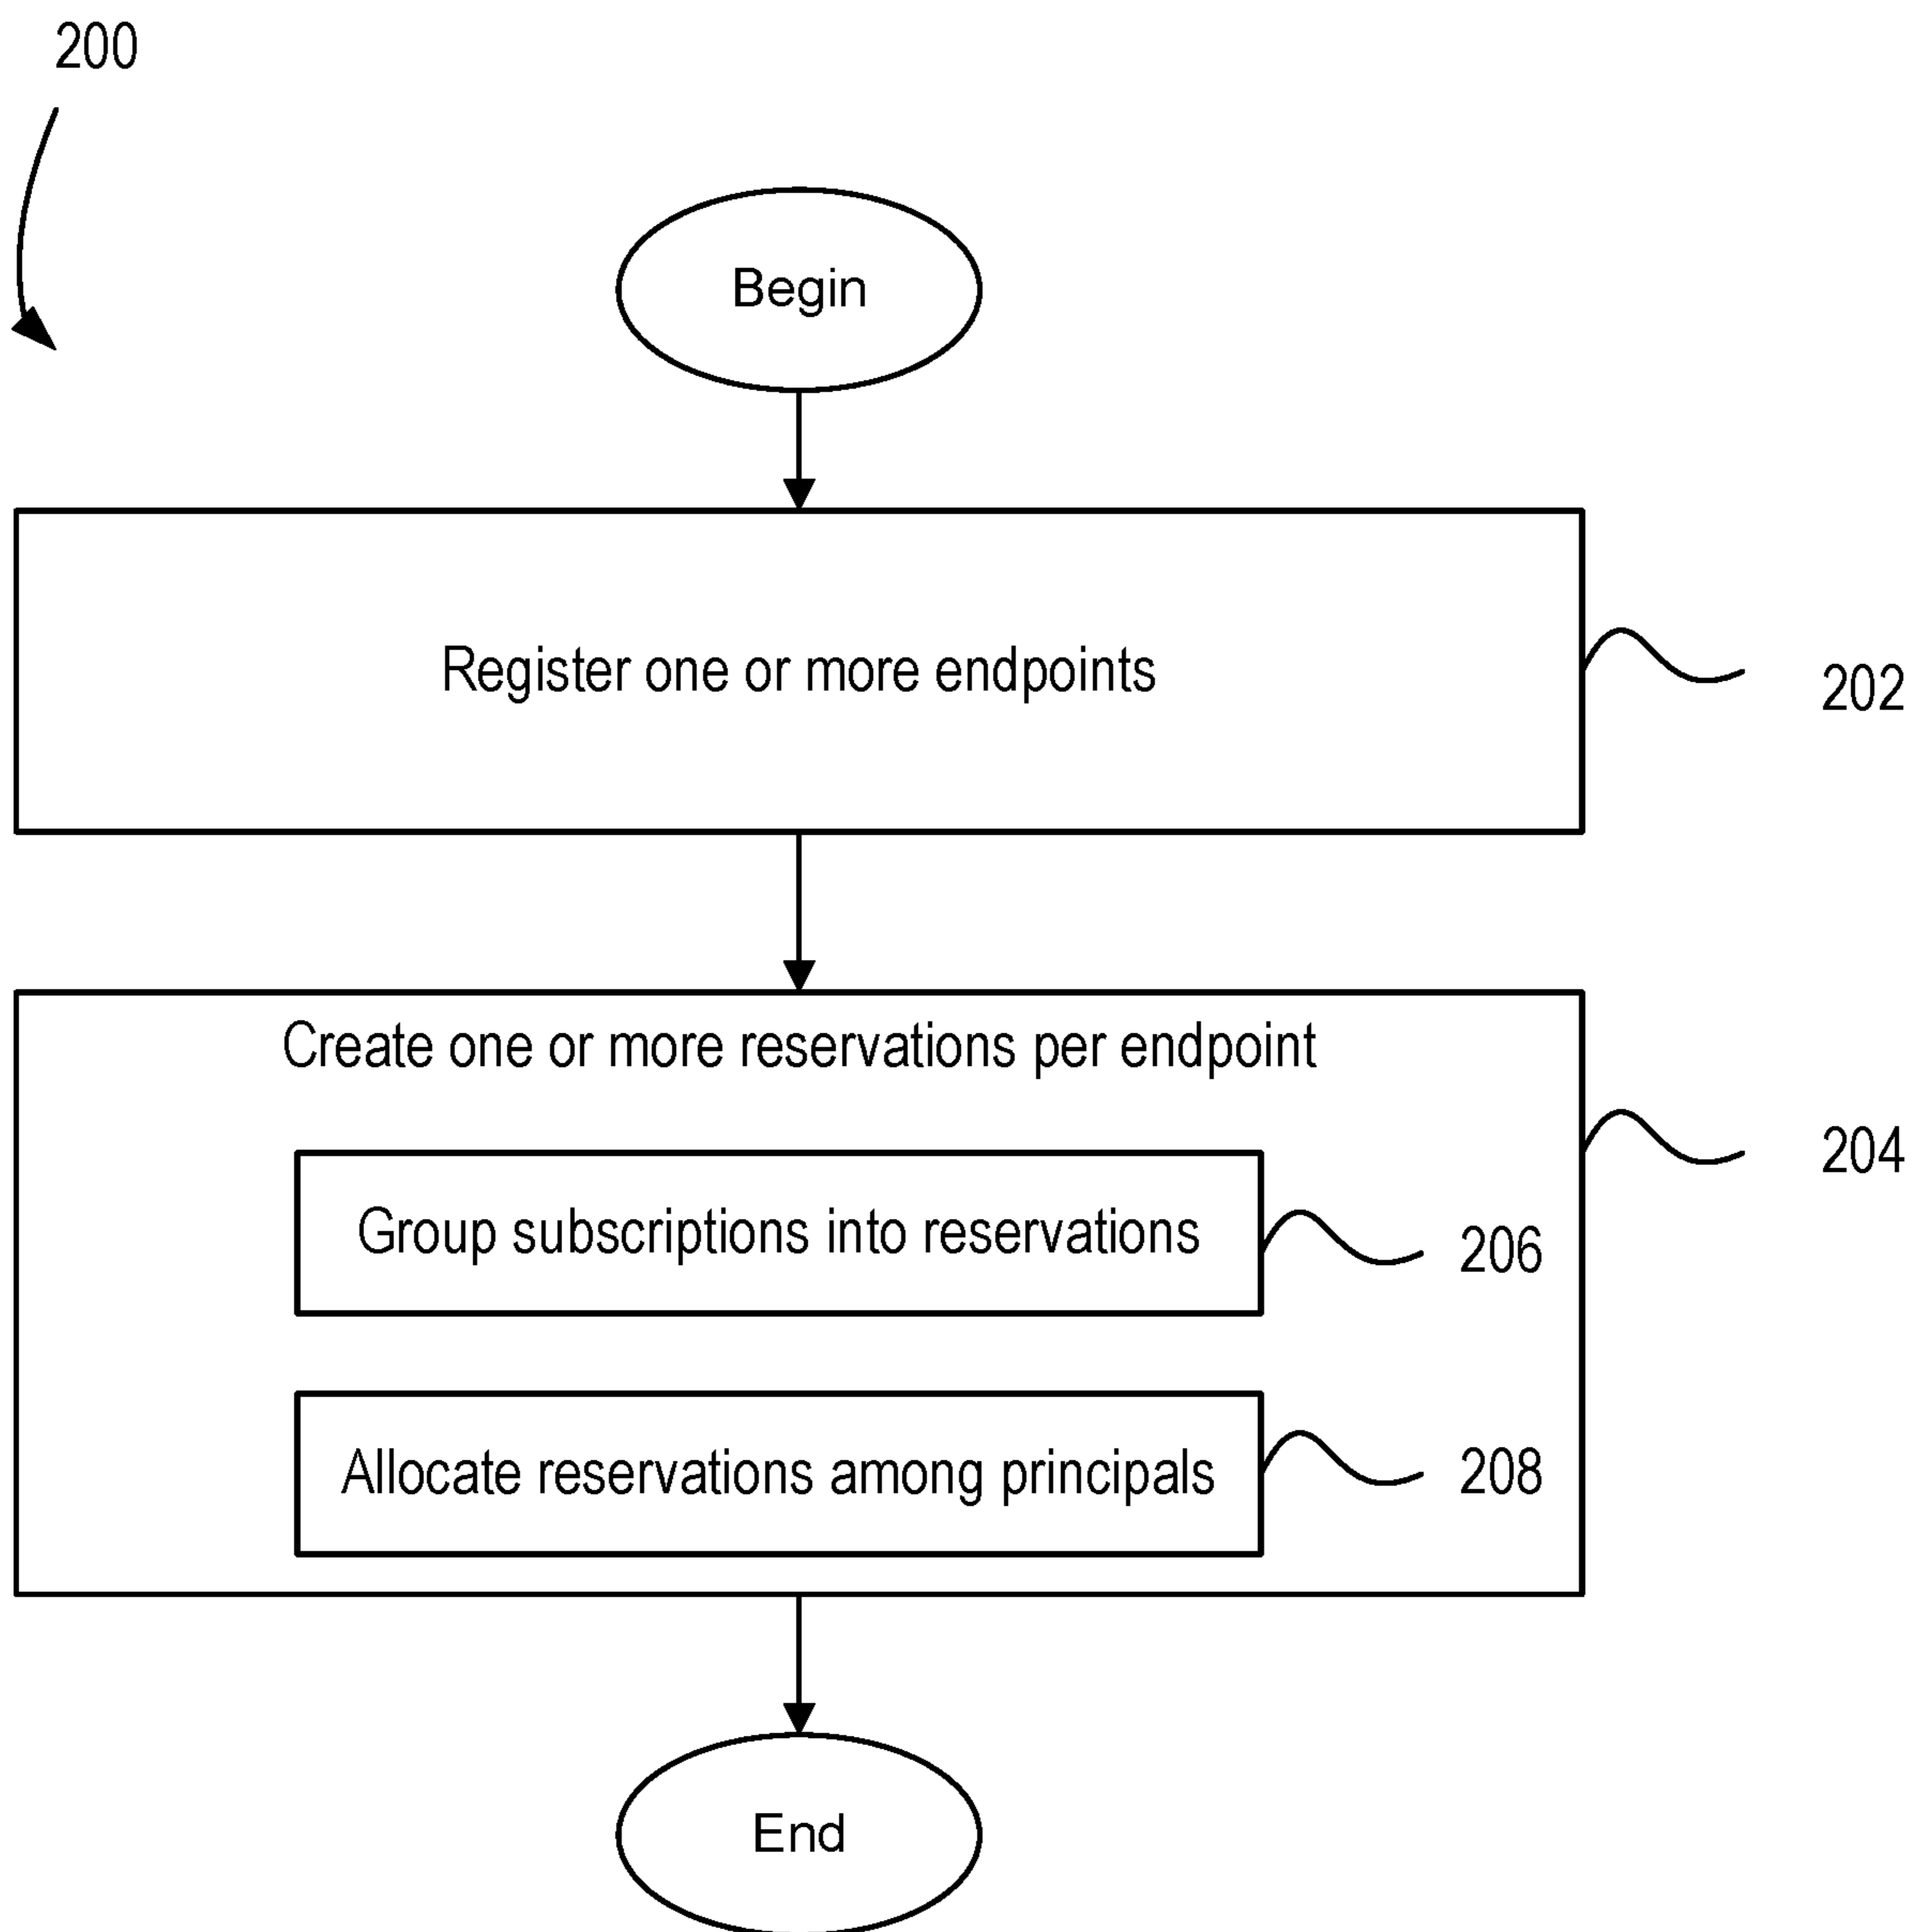 200
Begin
Register one or more endpoints
202
Create one or more reservations per endpoint
204
Group subscriptions into reservations
206
Allocate reservations among principals
208
End